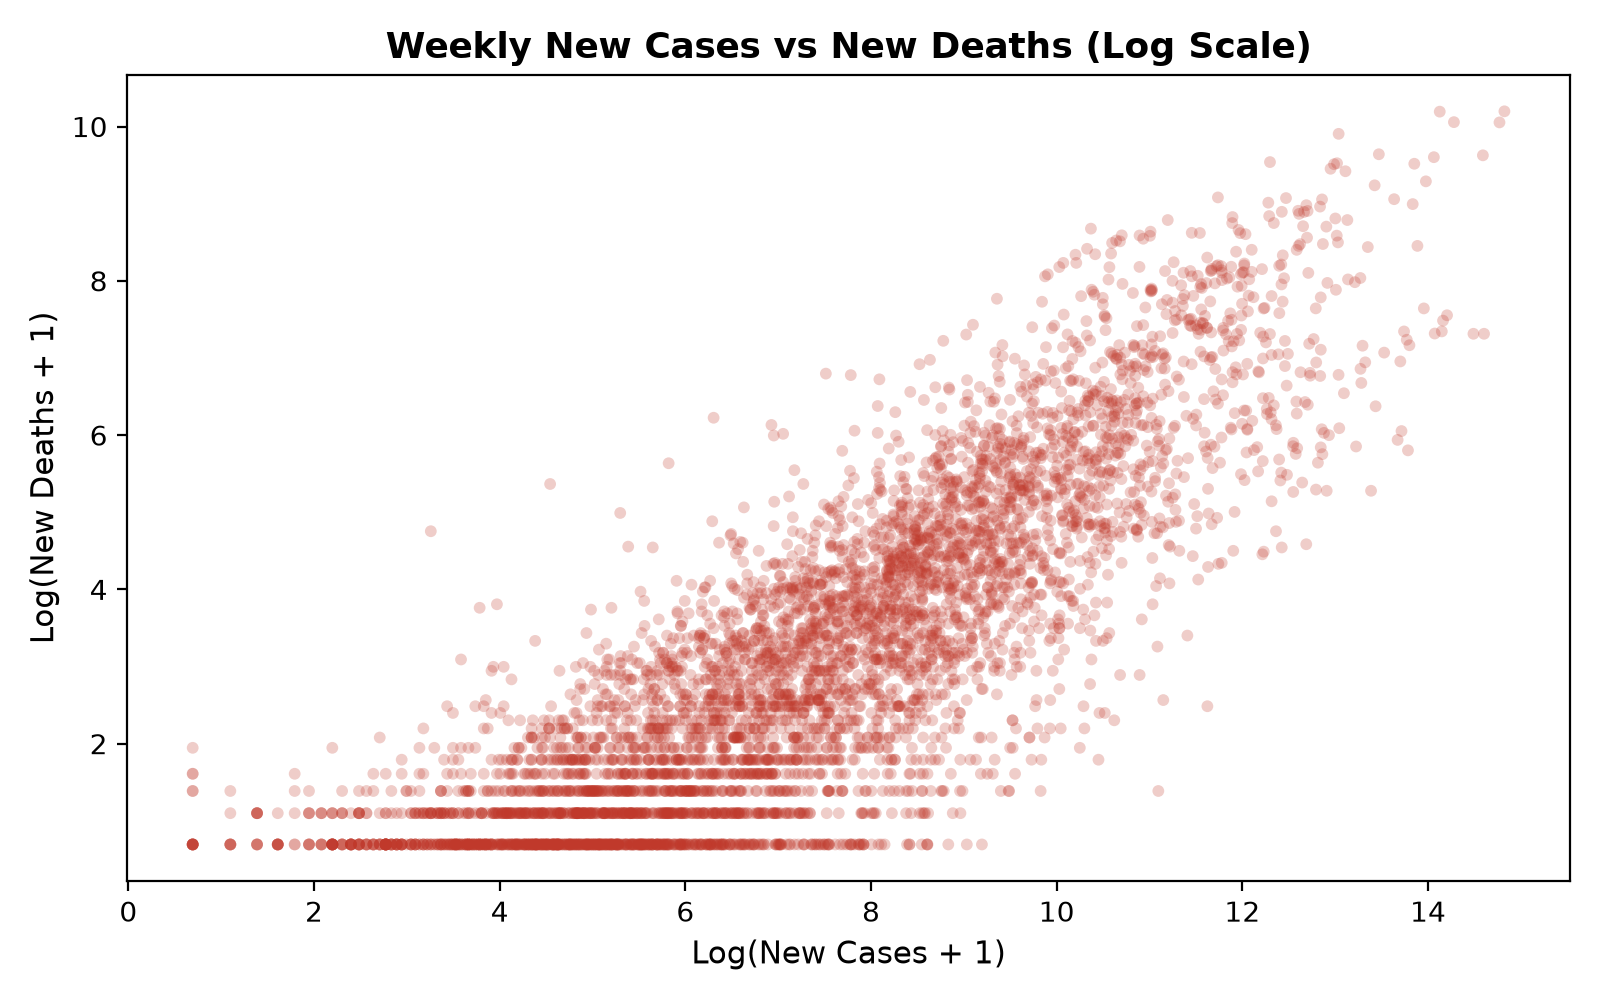 Weekly New Cases vs New Deaths (Log Scale)
Log(New Deaths + 1)
10
8
6
4
2
0 2 4 6 8 10 12 14
Log(New Cases + 1)